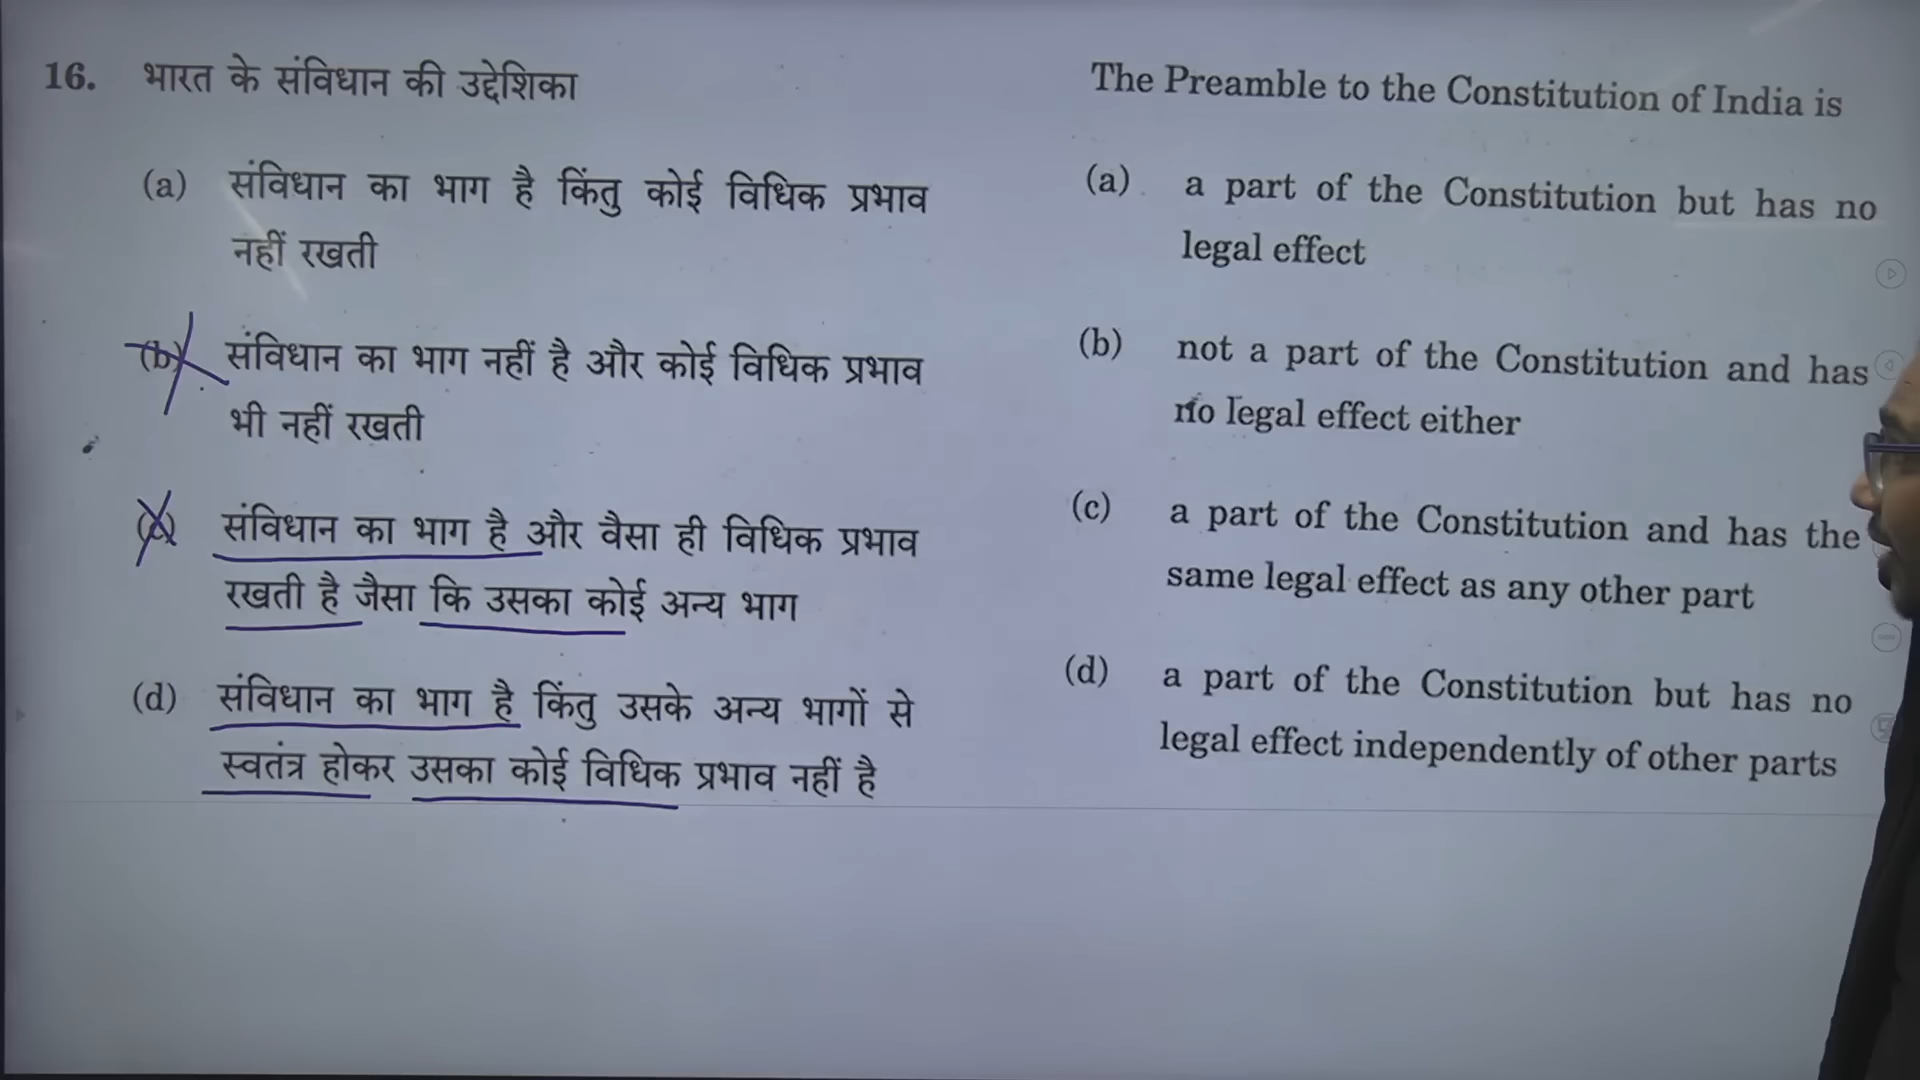 16. भारत के संविधान की उद्देशिका
(a) संविधान का भाग है किंतु कोई विधिक प्रभाव
नहीं रखती
(b) संविधान का भाग नहीं है और कोई विधिक प्रभाव
भी नहीं रखती
(c) संविधान का भाग है और वैसा ही विधिक प्रभाव
रखती है जैसा कि उसका कोई अन्य भाग
(d) संविधान का भाग है किंतु उसके अन्य भागों से
स्वतंत्र होकर उसका कोई विधिक प्रभाव नहीं है
The Preamble to the Constitution of India is
(a) a part of the Constitution but has no
legal effect
(b) not a part of the Constitution and has
no legal effect either
(c) a part of the Constitution and has the
same legal effect as any other part
(d) a part of the Constitution but has no
legal effect independently of other parts